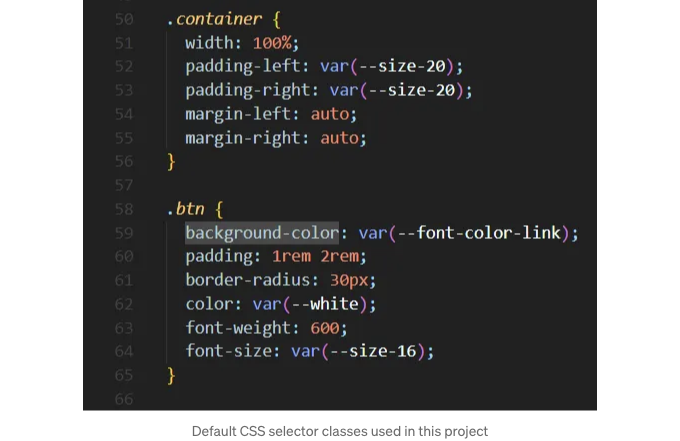 50 .container {
51 width: 100%;
52 padding-left: var(--size-20);
53 padding-right: var(--size-20);
54 margin-left: auto;
55 margin-right: auto;
56 }
57
58 .btn {
59 background-color: var(--font-color-link);
60 padding: 1rem 2rem;
61 border-radius: 30px;
62 color: var(--white);
63 font-weight: 600;
64 font-size: var(--size-16);
65 }
66
Default CSS selector classes used in this project